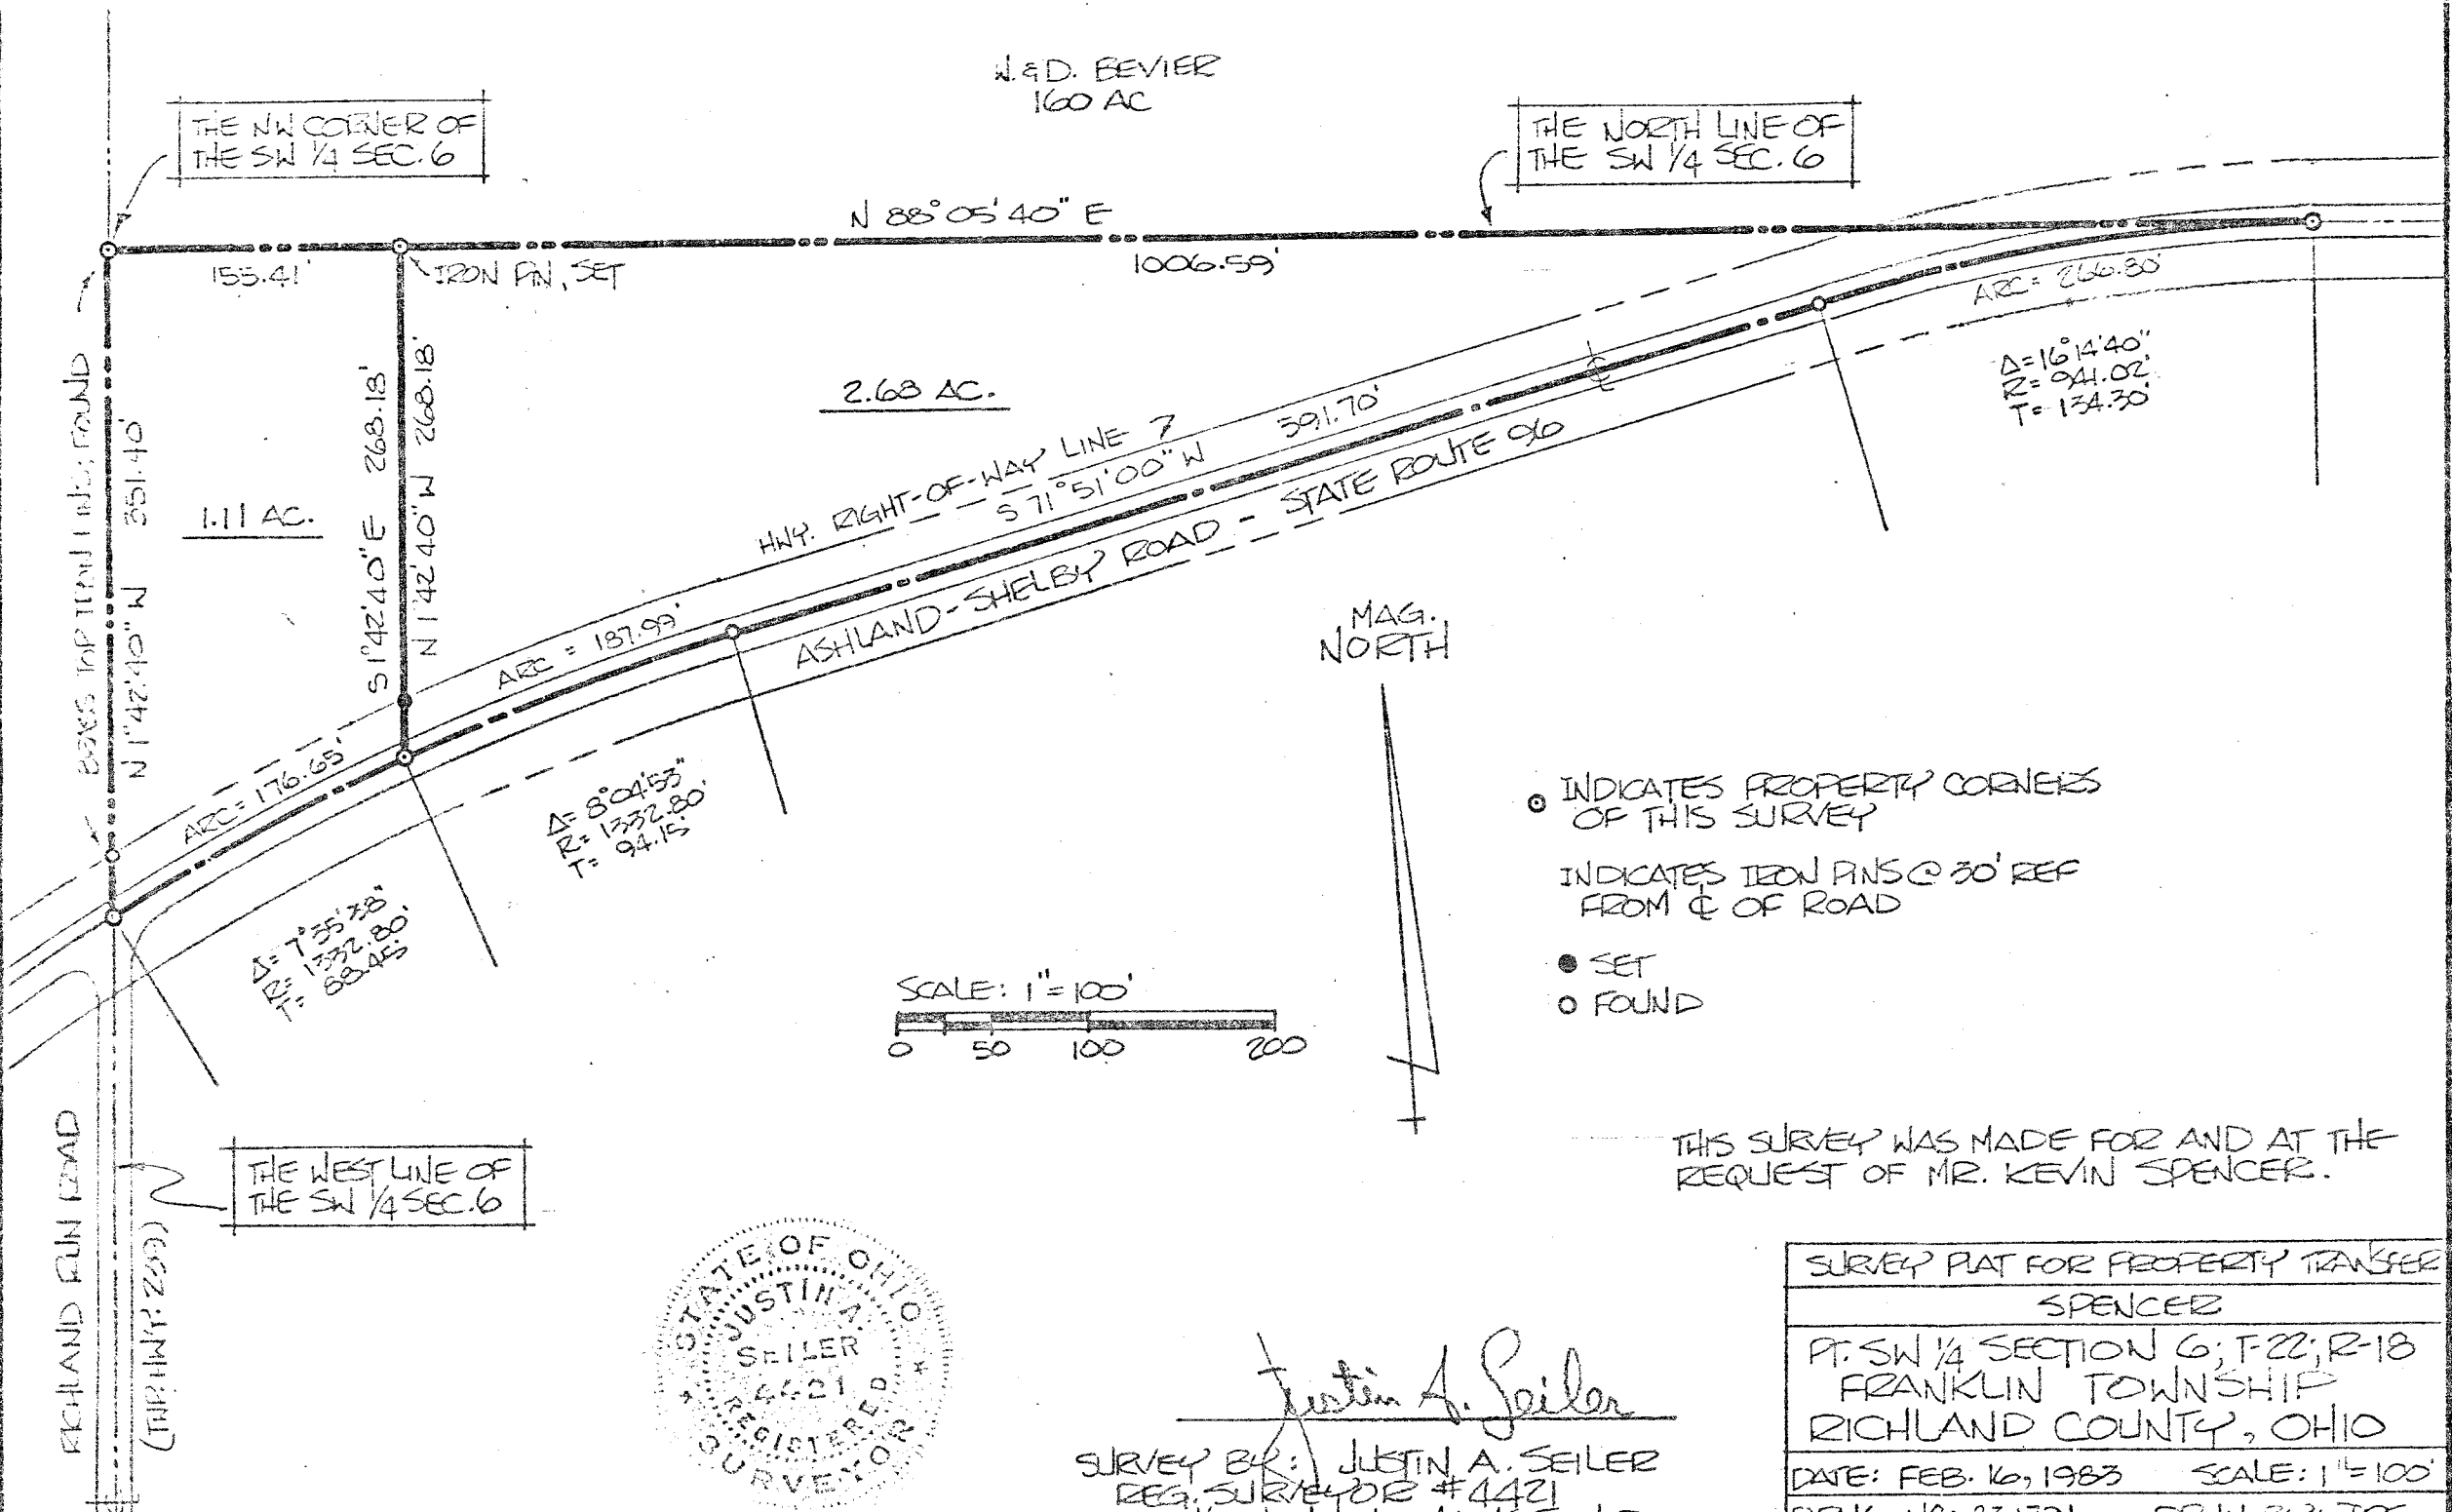 W. & D. BEVIER
160 AC
THE NW CORNER OF
THE SW 1/4 SEC. 6
THE NORTH LINE OF
THE SW 1/4 SEC. 6
N 88° 05' 40" E
155.41'
IRON PIN, SET
1006.59'
ARC = 266.80'
Δ = 16°14'40"
R = 941.02'
T = 134.30'
2.68 AC.
1.11 AC.
FOUND
N 1°42'40" W 351.40'
S 1°42'40" E 268.18'
N 1°42'40" W 268.18'
HWY. RIGHT-OF-WAY LINE
S 71°51'00" W 591.70'
ASHLAND-SHELBY ROAD - STATE ROUTE 96
ARC = 187.99'
ARC = 176.65'
Δ = 8°04'53"
R = 1332.80'
T = 94.15'
Δ = 7°35'38"
R = 1332.80'
T = 88.45'
MAG.
NORTH
INDICATES PROPERTY CORNERS
OF THIS SURVEY
INDICATES IRON PINS @ 30' REF
FROM ℄ OF ROAD
SET
FOUND
SCALE: 1"=100'
0 50 100 200
THE WEST LINE OF
THE SW 1/4 SEC. 6
RICHLAND RUN ROAD
(TWP. HWY. 259)
THIS SURVEY WAS MADE FOR AND AT THE
REQUEST OF MR. KEVIN SPENCER.
STATE OF OHIO
JUSTIN A.
SEILER
4421
REGISTERED
SURVEYOR
Justin A. Seiler
SURVEY BY: JUSTIN A. SEILER
REG. SURVEYOR #4421
SURVEY PLAT FOR PROPERTY TRANSFER
SPENCER
PT. SW 1/4 SECTION 6; T-22; R-18
FRANKLIN TOWNSHIP
RICHLAND COUNTY, OHIO
DATE: FEB. 16, 1983 SCALE: 1"=100'